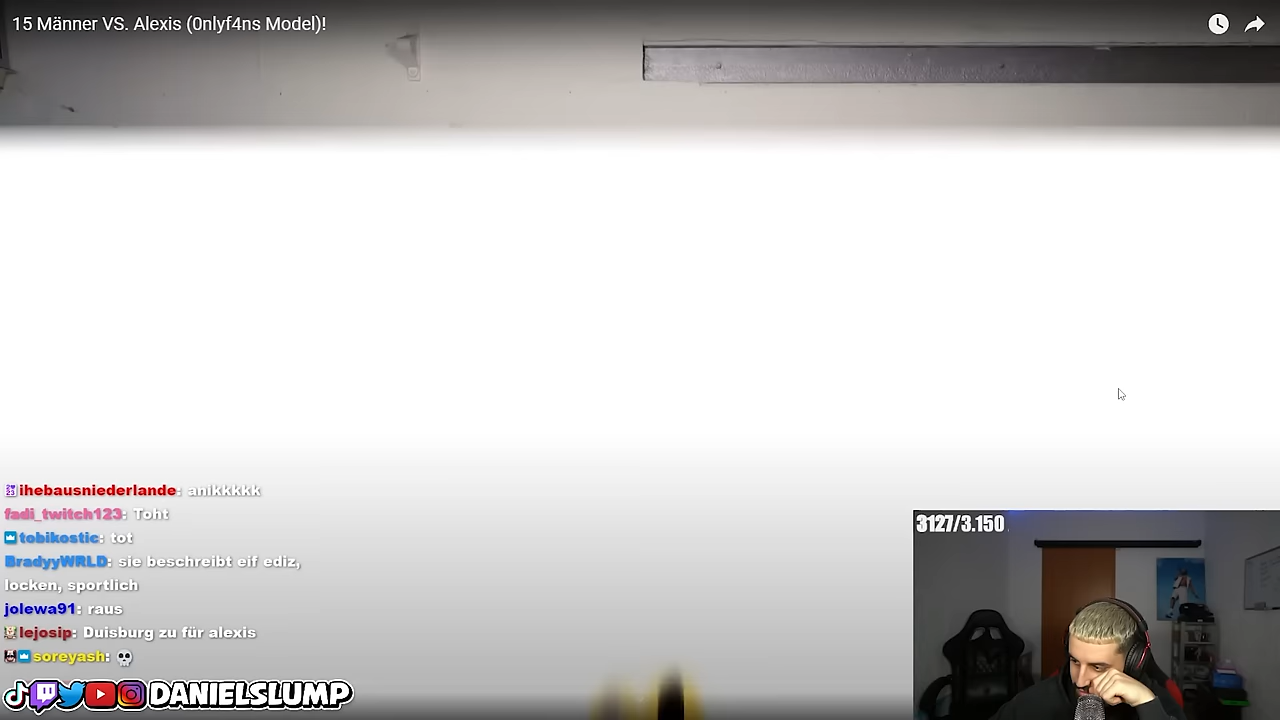 15 Männer VS. Alexis (0nlyf4ns Model)!
ihebausniederlande: anikkkkk
fadi_twitch123: Toht
tobikostic: tot
BradyyWRLD: sie beschreibt eif ediz,
locken, sportlich
jolewa91: raus
lejosip: Duisburg zu für alexis
soreyash: 💀
3127/3.150
DANIELSLUMP